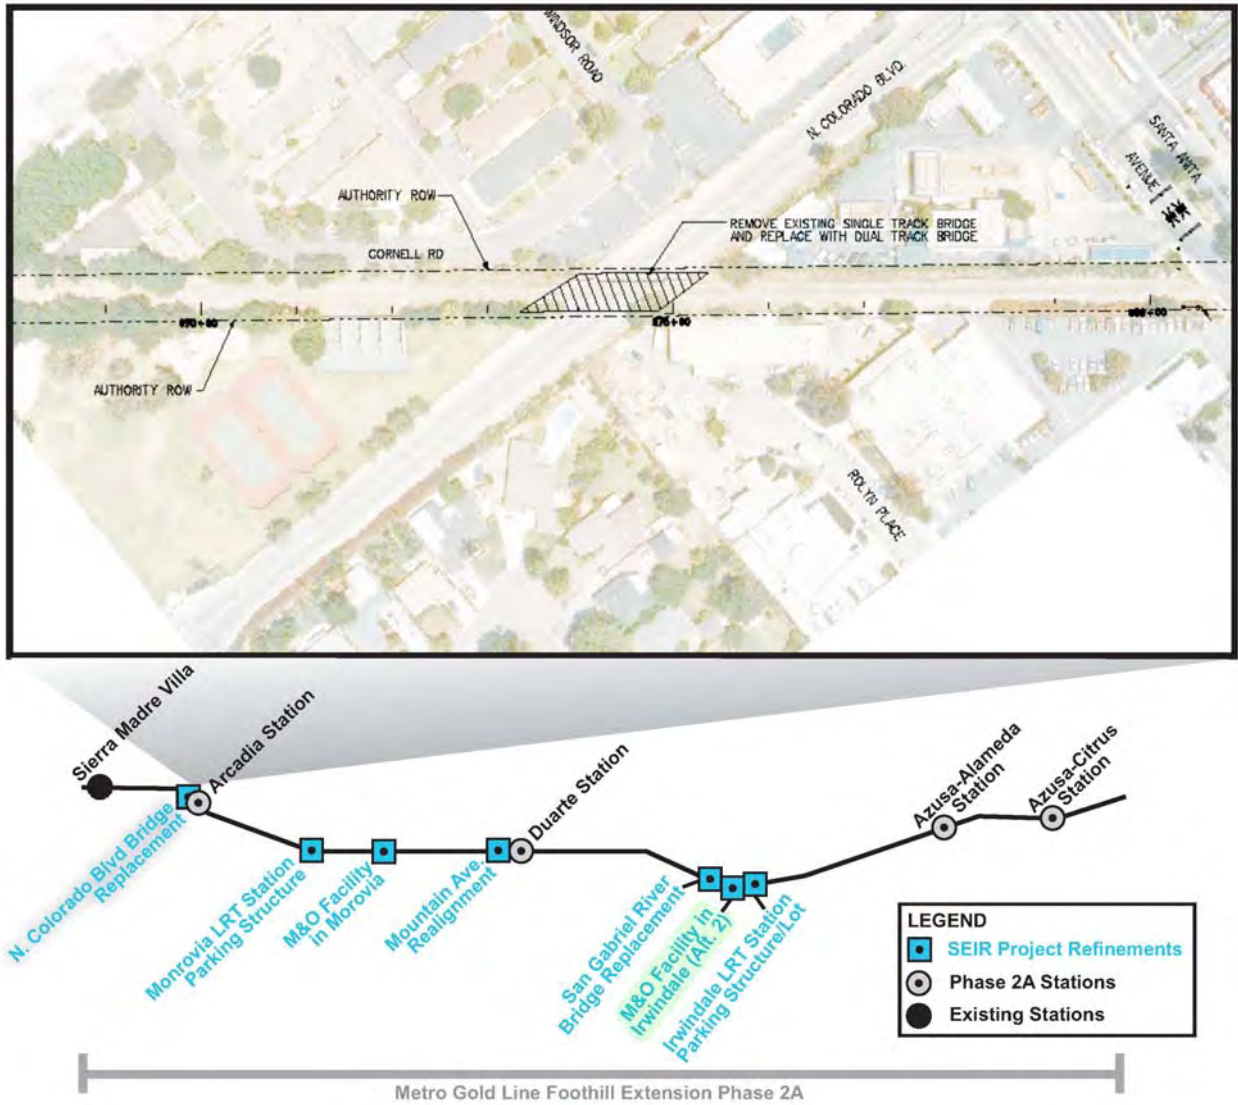 WINDSOR ROAD
N. COLORADO BLVD.
SANTA ANITA
AVENUE
AUTHORITY ROW
REMOVE EXISTING SINGLE TRACK BRIDGE
AND REPLACE WITH DUAL TRACK BRIDGE
CORNELL RD
AUTHORITY ROW
ROLYN PLACE
Sierra Madre Villa
Arcadia Station
N. Colorado Blvd Bridge
Replacement
Monrovia LRT Station
Parking Structure
M&O Facility
in Morovia
Mountain Ave.
Realignment
Duarte Station
San Gabriel River
Bridge Replacement
M&O Facility in
Irwindale (Alt. 2)
Irwindale LRT Station
Parking Structure/Lot
Azusa-Alameda
Station
Azusa-Citrus
Station
LEGEND
SEIR Project Refinements
Phase 2A Stations
Existing Stations
Metro Gold Line Foothill Extension Phase 2A